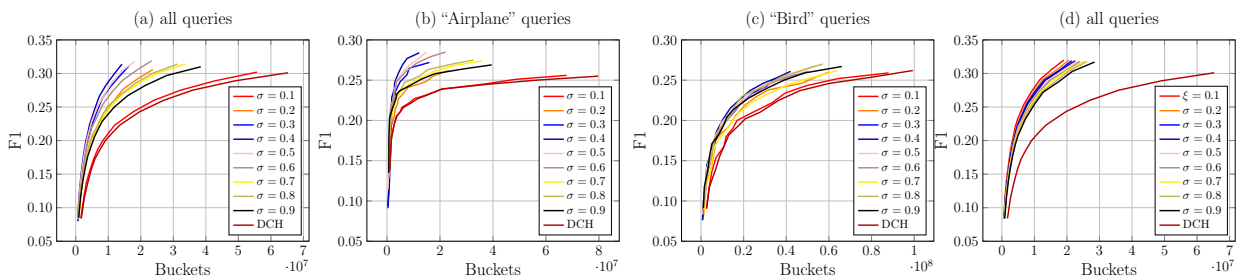 (a) all queries
F1
0.35
0.30
0.25
0.20
0.15
0.10
0.05
0 1 2 3 4 5 6 7
·10⁷
Buckets
σ = 0.1
σ = 0.2
σ = 0.3
σ = 0.4
σ = 0.5
σ = 0.6
σ = 0.7
σ = 0.8
σ = 0.9
DCH
(b) “Airplane” queries
F1
0.30
0.25
0.20
0.15
0.10
0.05
0 2 4 6 8
·10⁷
Buckets
σ = 0.1
σ = 0.2
σ = 0.3
σ = 0.4
σ = 0.5
σ = 0.6
σ = 0.7
σ = 0.8
σ = 0.9
DCH
(c) “Bird” queries
F1
0.30
0.25
0.20
0.15
0.10
0.05
0 0.2 0.4 0.6 0.8 1
·10⁸
Buckets
σ = 0.1
σ = 0.2
σ = 0.3
σ = 0.4
σ = 0.5
σ = 0.6
σ = 0.7
σ = 0.8
σ = 0.9
DCH
(d) all queries
F1
0.35
0.30
0.25
0.20
0.15
0.10
0.05
0 1 2 3 4 5 6 7
·10⁷
Buckets
ξ = 0.1
σ = 0.2
σ = 0.3
σ = 0.4
σ = 0.5
σ = 0.6
σ = 0.7
σ = 0.8
σ = 0.9
DCH